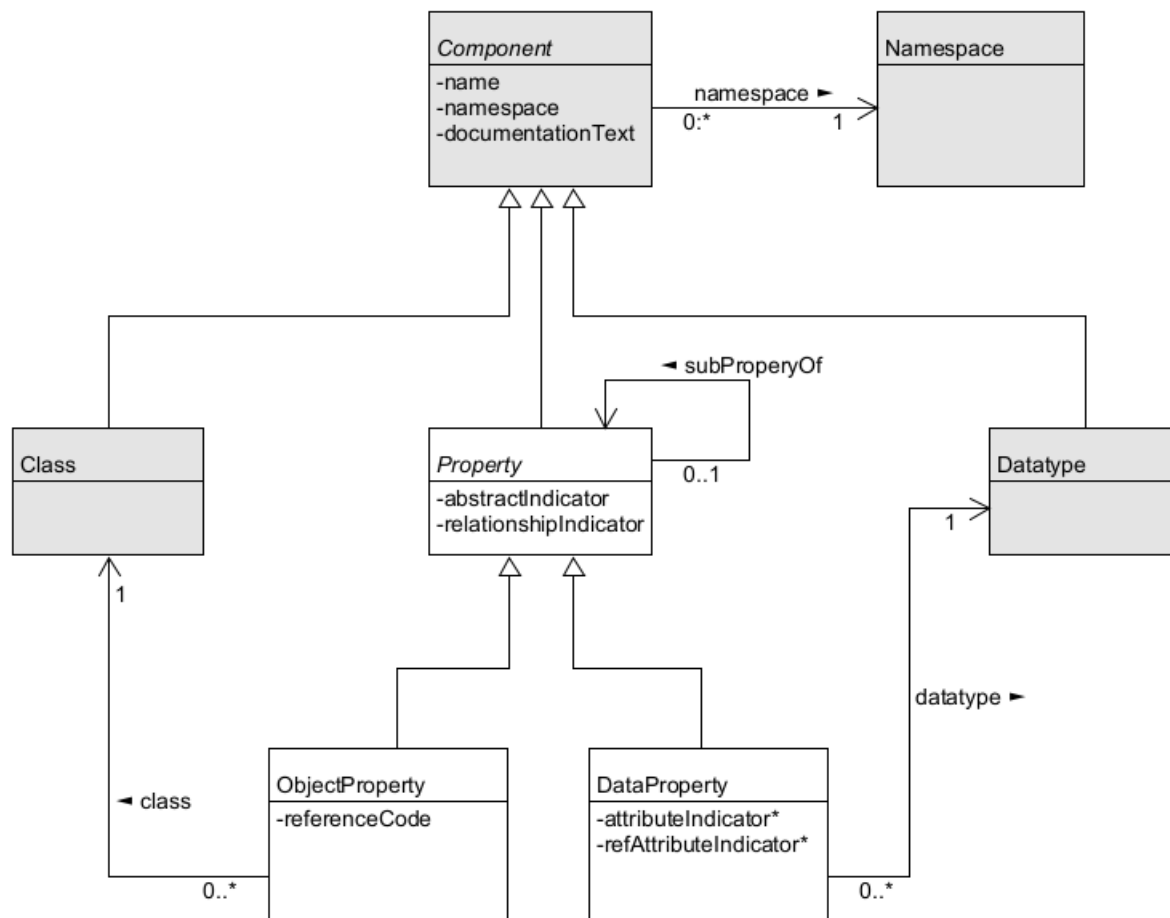 Component
-name
-namespace
-documentationText
namespace ►
0:*
1
Namespace
◄ subProperyOf
0..1
Class
Property
-abstractIndicator
-relationshipIndicator
Datatype
1
1
datatype ►
◄ class
0..*
ObjectProperty
-referenceCode
DataProperty
-attributeIndicator*
-refAttributeIndicator*
0..*